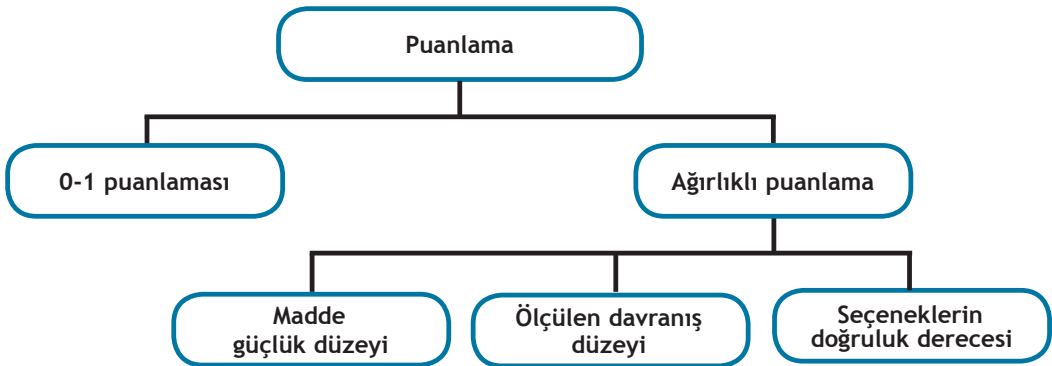 Puanlama
0-1 puanlaması
Ağırlıklı puanlama
Madde
güçlük düzeyi
Ölçülen davranış
düzeyi
Seçeneklerin
doğruluk derecesi